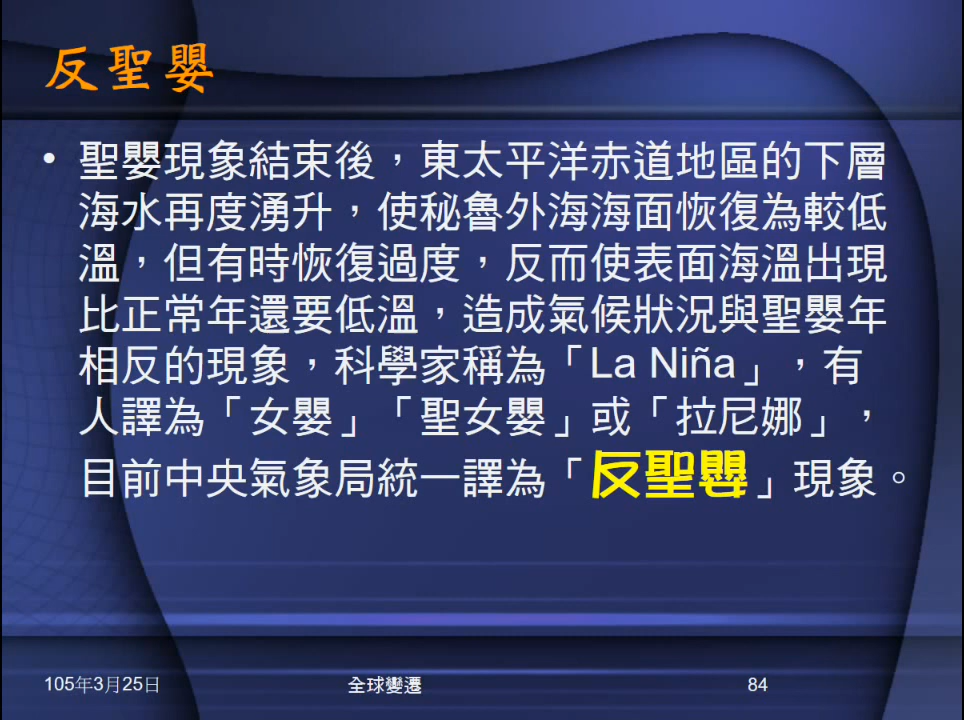 反聖嬰
• 聖嬰現象結束後，東太平洋赤道地區的下層
海水再度湧升，使秘魯外海海面恢復為較低
溫，但有時恢復過度，反而使表面海溫出現
比正常年還要低溫，造成氣候狀況與聖嬰年
相反的現象，科學家稱為「La Niña」，有
人譯為「女嬰」「聖女嬰」或「拉尼娜」，
目前中央氣象局統一譯為「反聖嬰」現象。
105年3月25日
全球變遷
84